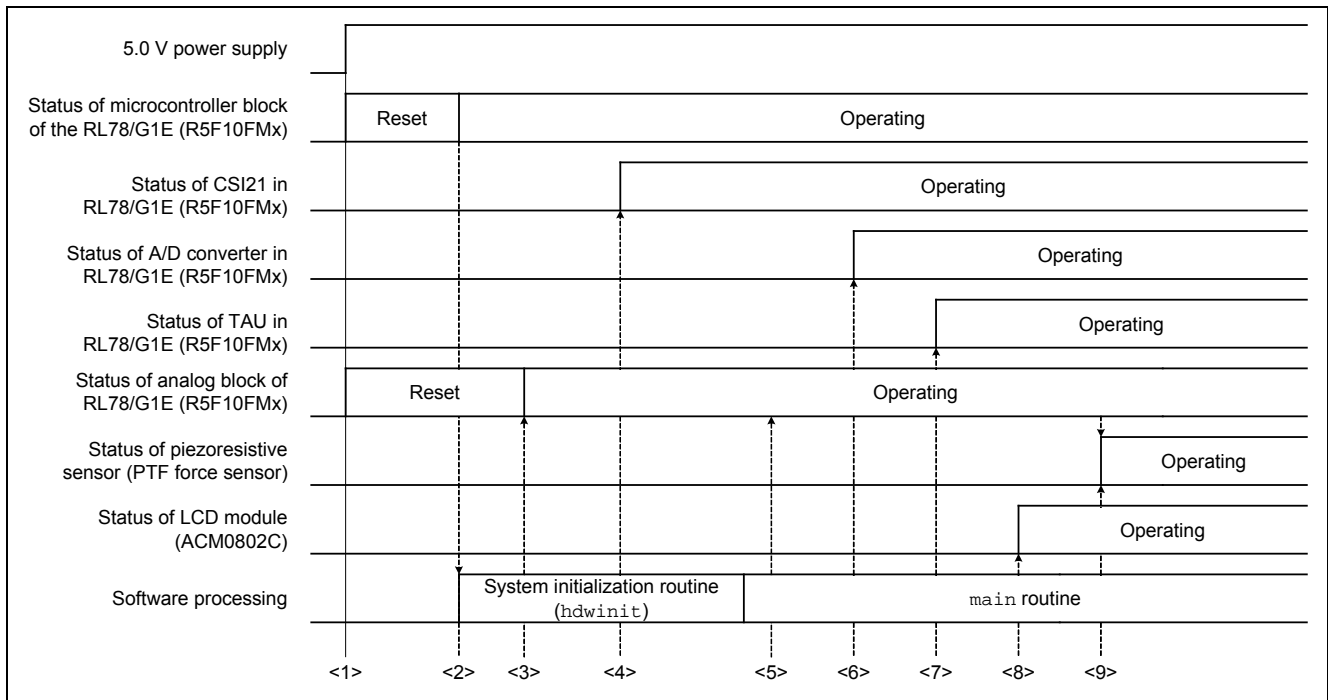 5.0 V power supply
Status of microcontroller block
of the RL78/G1E (R5F10FMx)
Reset
Operating
Status of CSI21 in
RL78/G1E (R5F10FMx)
Operating
Status of A/D converter in
RL78/G1E (R5F10FMx)
Operating
Status of TAU in
RL78/G1E (R5F10FMx)
Operating
Status of analog block of
RL78/G1E (R5F10FMx)
Reset
Operating
Status of piezoresistive
sensor (PTF force sensor)
Operating
Status of LCD module
(ACM0802C)
Operating
Software processing
System initialization routine
(hdwinit)
main routine
<1> <2> <3> <4> <5> <6> <7> <8> <9>